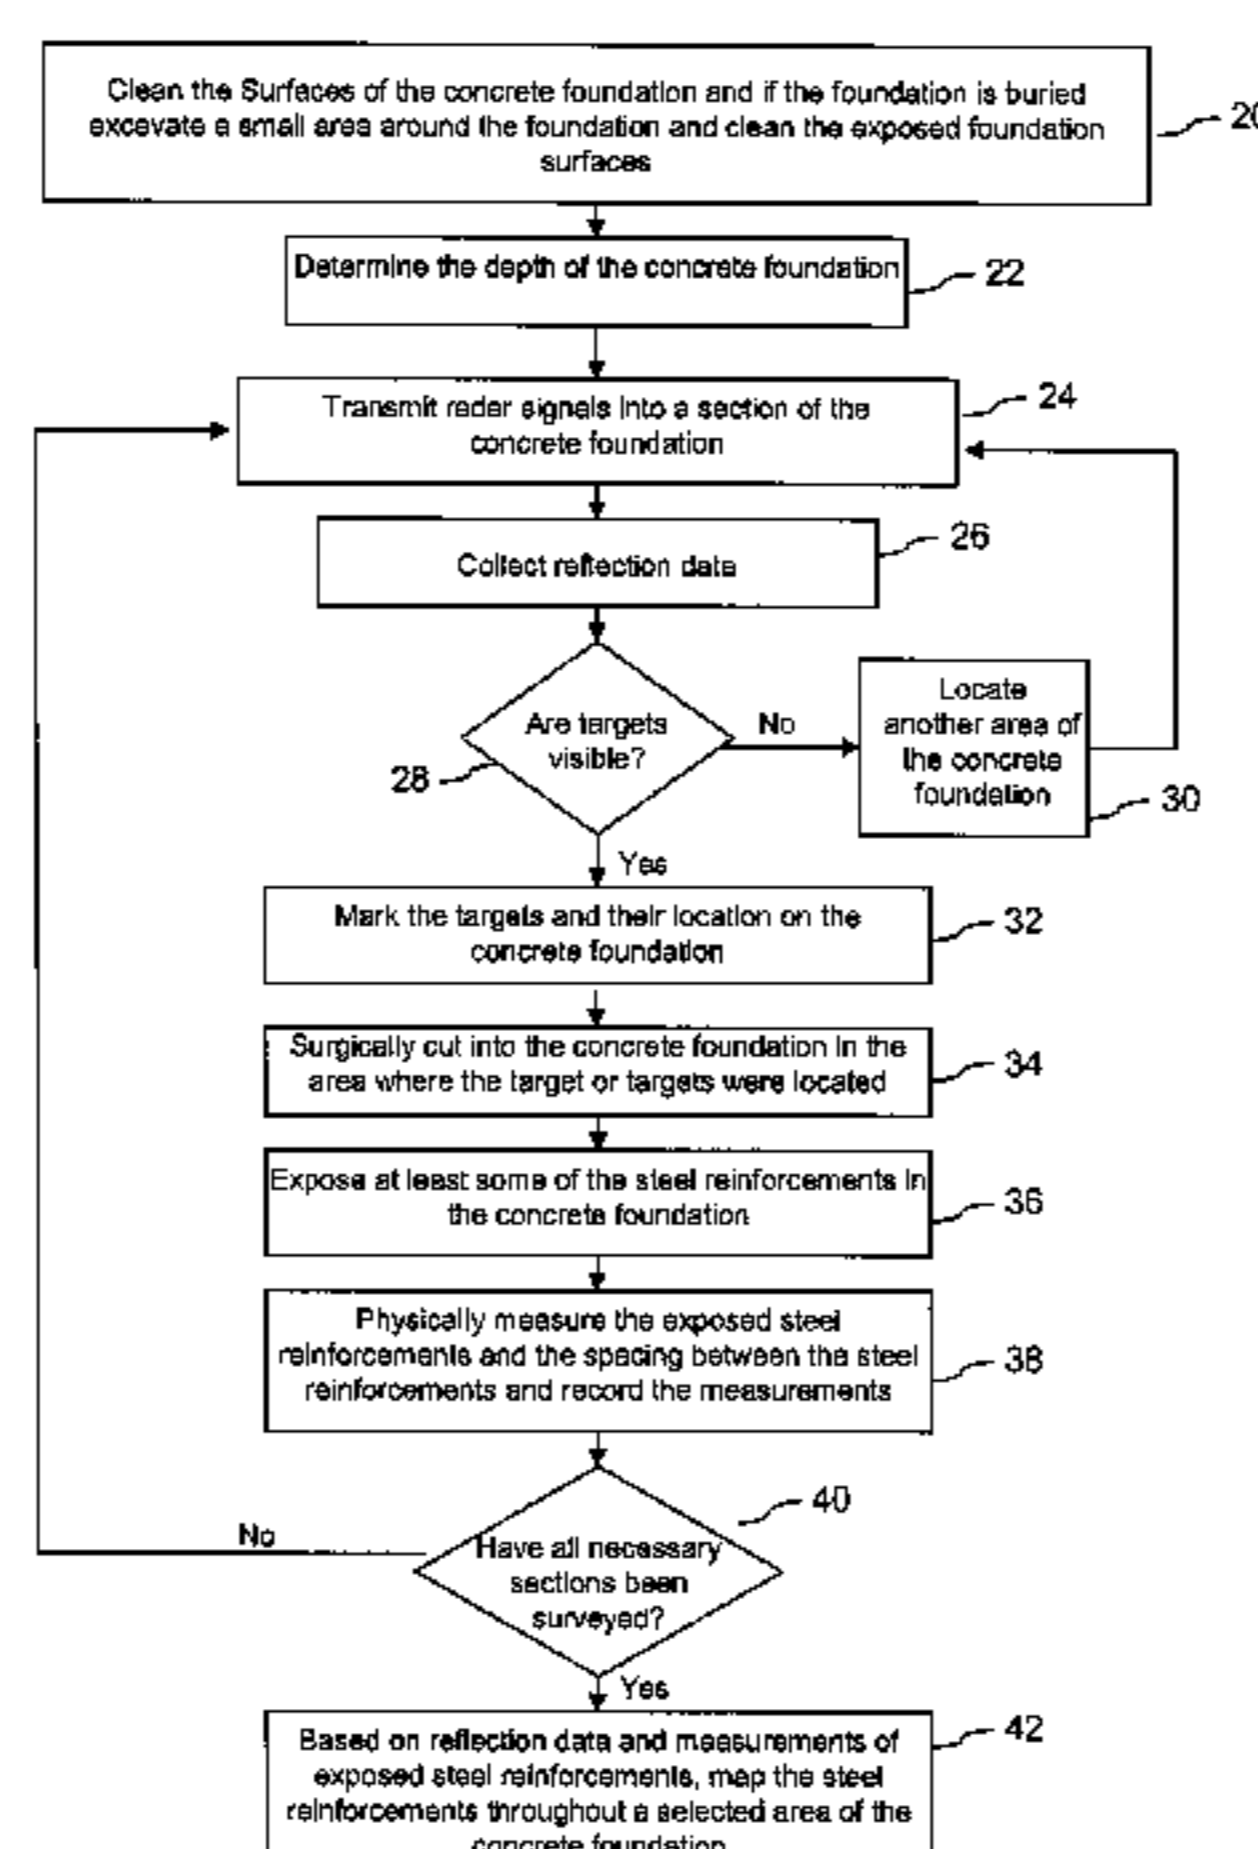 Clean the Surfaces of the concrete foundation and if the foundation is buried
excavate a small area around the foundation and clean the exposed foundation
surfaces
20
Determine the depth of the concrete foundation
22
Transmit radar signals into a section of the
concrete foundation
24
Collect reflection data
26
Are targets
visible?
28
No
Locate
another area of
the concrete
foundation
30
Yes
Mark the targets and their location on the
concrete foundation
32
Surgically cut into the concrete foundation in the
area where the target or targets were located
34
Expose at least some of the steel reinforcements in
the concrete foundation
36
Physically measure the exposed steel
reinforcements and the spacing between the steel
reinforcements and record the measurements
38
Have all necessary
sections been
surveyed?
40
No
Yes
Based on reflection data and measurements of
exposed steel reinforcements, map the steel
reinforcements throughout a selected area of the
concrete foundation
42